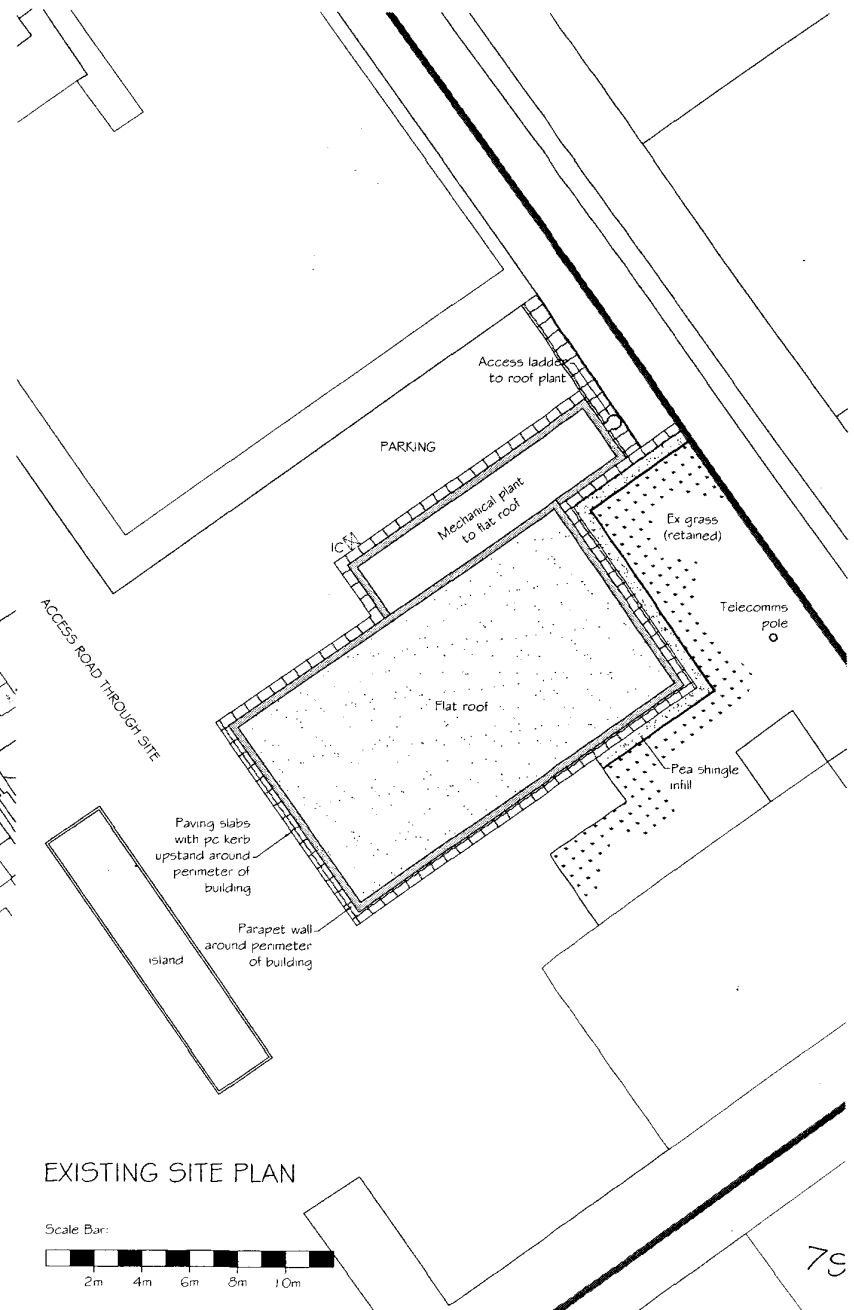 Access ladder
to roof plant
PARKING
Mechanical plant
to flat roof
IC
Ex grass
(retained)
Telecomms
pole
ACCESS ROAD THROUGH SITE
Flat roof
Pea shingle
infill
Paving slabs
with pc kerb
upstand around
perimeter of
building
Parapet wall
around perimeter
of building
island
EXISTING SITE PLAN
Scale Bar:
2m 4m 6m 8m 10m